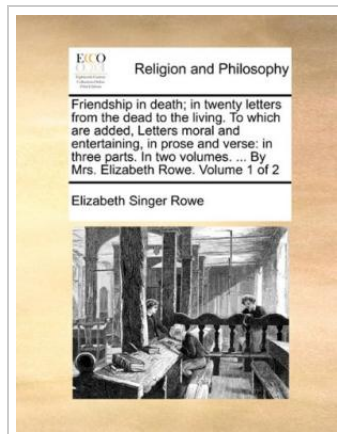 ECCO
Religion and Philosophy
Friendship in death; in twenty letters
from the dead to the living. To which
are added, Letters moral and
entertaining, in prose and verse: in
three parts. In two volumes. ... By
Mrs. Elizabeth Rowe. Volume 1 of 2
Elizabeth Singer Rowe